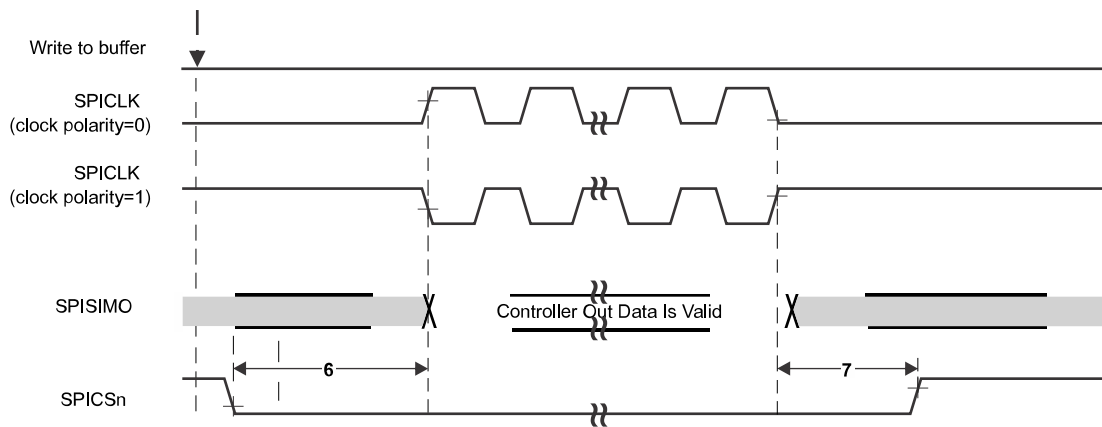 Write to buffer
SPICLK
(clock polarity=0)
SPICLK
(clock polarity=1)
SPISIMO
Controller Out Data Is Valid
6
7
SPICSn